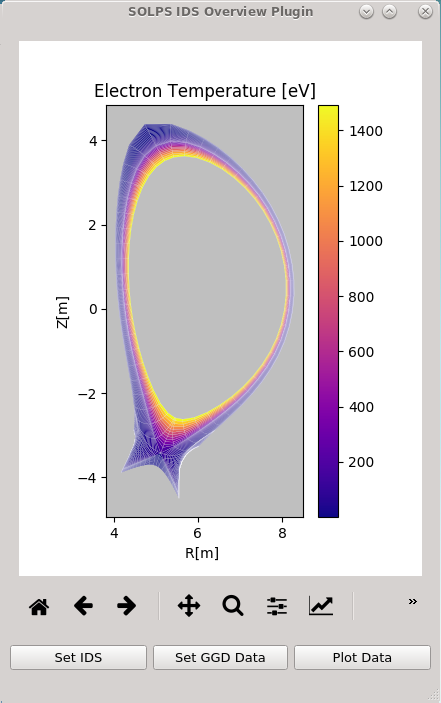 SOLPS IDS Overview Plugin
Electron Temperature [eV]
4
2
0
−2
−4
Z[m]
4 6 8
R[m]
1400
1200
1000
800
600
400
200
»
Set IDS Set GGD Data Plot Data